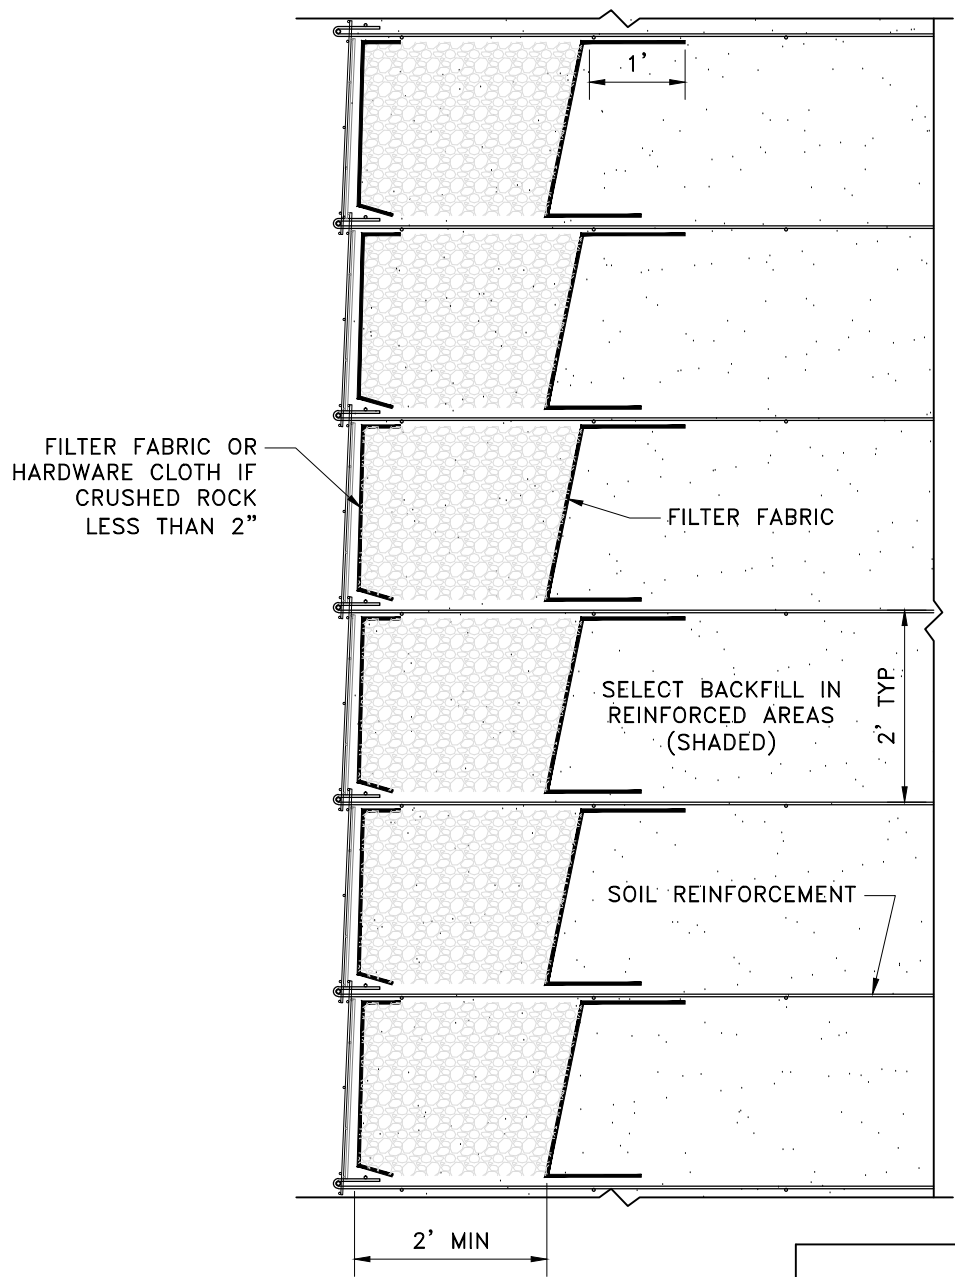 1'
FILTER FABRIC OR
HARDWARE CLOTH IF
CRUSHED ROCK
LESS THAN 2"
FILTER FABRIC
SELECT BACKFILL IN
REINFORCED AREAS
(SHADED)
2' TYP
SOIL REINFORCEMENT
2' MIN